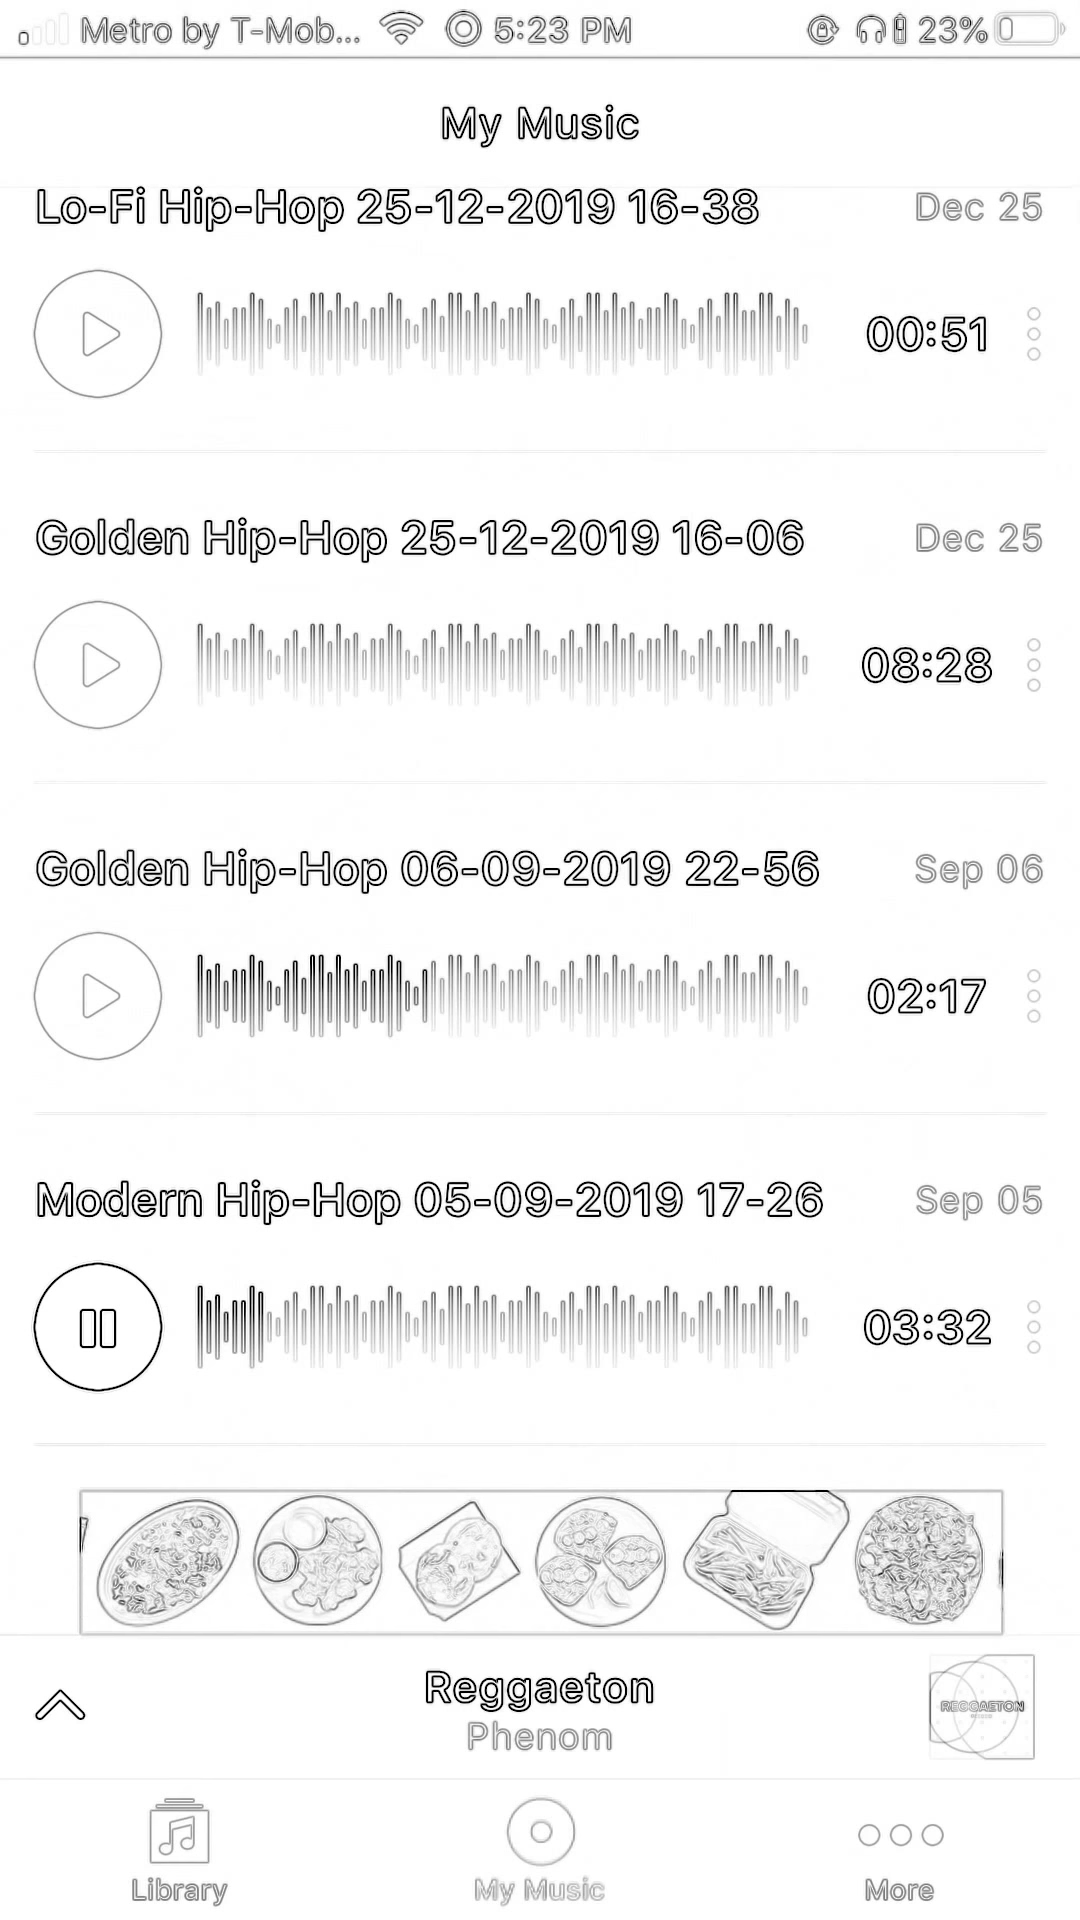 Metro by T-Mob... 5:23 PM 23%
My Music
Lo-Fi Hip-Hop 25-12-2019 16-38 Dec 25
00:51
Golden Hip-Hop 25-12-2019 16-06 Dec 25
08:28
Golden Hip-Hop 06-09-2019 22-56 Sep 06
02:17
Modern Hip-Hop 05-09-2019 17-26 Sep 05
03:32
Reggaeton
Phenom
REGGAETON
Library My Music More